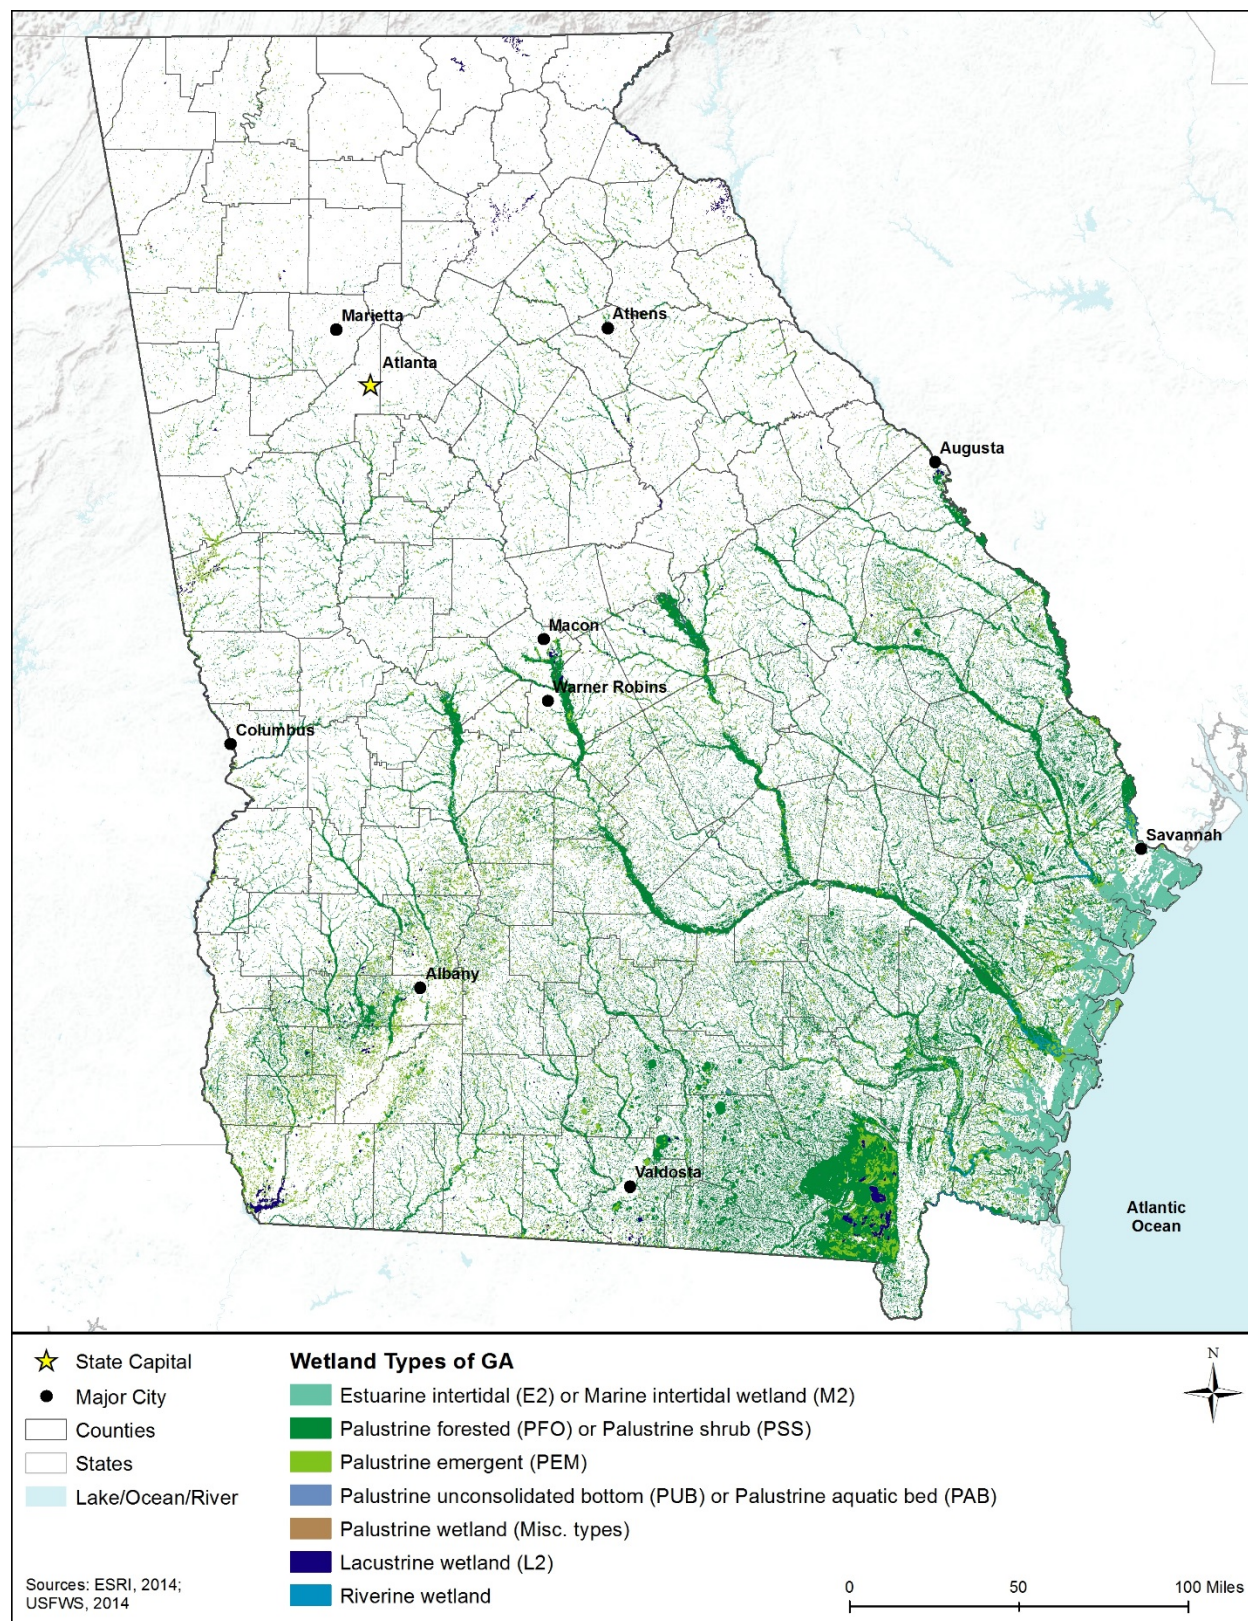 Marietta
Athens
Atlanta
Augusta
Macon
Warner Robins
Columbus
Savannah
Albany
Valdosta
Atlantic
Ocean
State Capital
Major City
Counties
States
Lake/Ocean/River
Sources: ESRI, 2014;
USFWS, 2014
Wetland Types of GA
Estuarine intertidal (E2) or Marine intertidal wetland (M2)
Palustrine forested (PFO) or Palustrine shrub (PSS)
Palustrine emergent (PEM)
Palustrine unconsolidated bottom (PUB) or Palustrine aquatic bed (PAB)
Palustrine wetland (Misc. types)
Lacustrine wetland (L2)
Riverine wetland
N
0 50 100 Miles